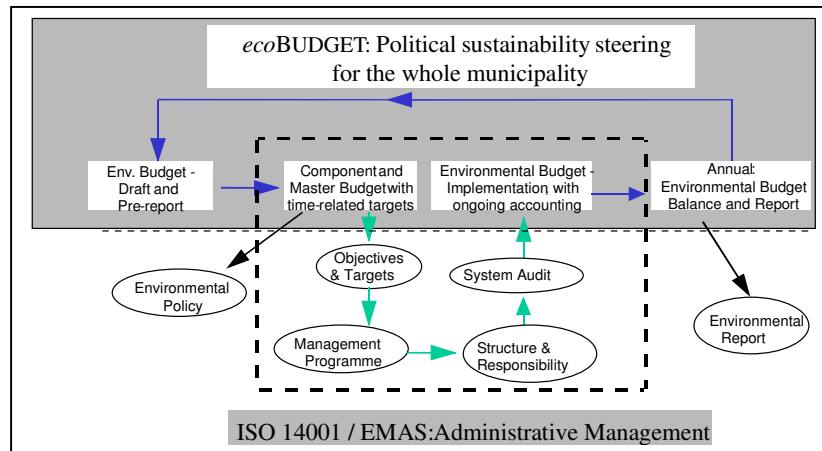 ecoBUDGET: Political sustainability steering
for the whole municipality
Env. Budget -
Draft and
Pre-report
Component and
Master Budget with
time-related targets
Environmental Budget -
Implementation, with
ongoing accounting
Annual:
Environmental Budget
Balance and Report
Environmental
Policy
Objectives
& Targets
System Audit
Management
Programme
Structure &
Responsibility
Environmental
Report
ISO 14001 / EMAS:Administrative Management